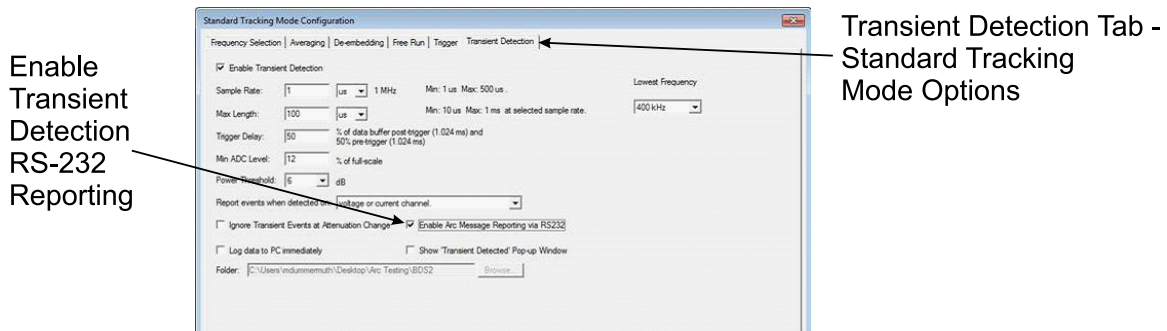 Standard Tracking Mode Configuration
Frequency Selection | Averaging | De-embedding | Free Run | Trigger | Transient Detection
Enable Transient Detection
Sample Rate: 1 us 1 MHz Min: 1 us Max: 500 us .
Lowest Frequency
Max Length: 100 us Min: 10 us Max: 1 ms at selected sample rate.
400 kHz
Trigger Delay: 50 % of data buffer post-trigger (1.024 ms) and
50% pre-trigger (1.024 ms)
Min ADC Level: 12 % of full-scale
Power Threshold: 6 dB
Report events when detected on: voltage or current channel.
Ignore Transient Events at Attenuation Change
Enable Arc Message Reporting via RS232
Log data to PC immediately
Show 'Transient Detected' Pop-up Window
Folder: C:\Users\mdummermuth\Desktop\Arc Testing\BDS2 Browse...
Enable
Transient
Detection
RS-232
Reporting
Transient Detection Tab -
Standard Tracking
Mode Options